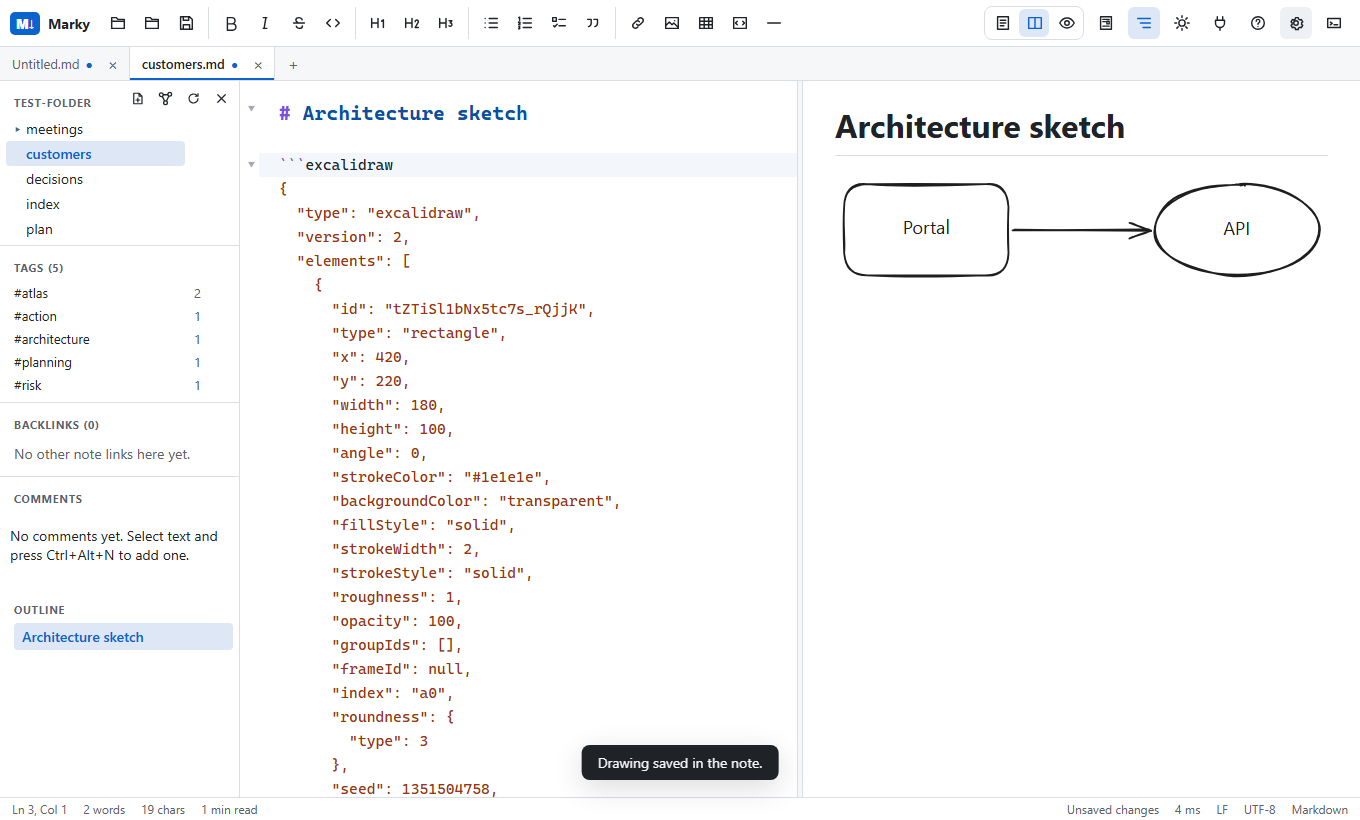 M↓ Marky B I S H1 H2 H3
Untitled.md
customers.md
TEST-FOLDER
meetings
customers
decisions
index
plan
TAGS (5)
#atlas 2
#action 1
#architecture 1
#planning 1
#risk 1
BACKLINKS (0)
No other note links here yet.
COMMENTS
No comments yet. Select text and
press Ctrl+Alt+N to add one.
OUTLINE
Architecture sketch
# Architecture sketch
```excalidraw
{
"type": "excalidraw",
"version": 2,
"elements": [
{
"id": "tZTiSl1bNx5tc7s_rQjjK",
"type": "rectangle",
"x": 420,
"y": 220,
"width": 180,
"height": 100,
"angle": 0,
"strokeColor": "#1e1e1e",
"backgroundColor": "transparent",
"fillStyle": "solid",
"strokeWidth": 2,
"strokeStyle": "solid",
"roughness": 1,
"opacity": 100,
"groupIds": [],
"frameId": null,
"index": "a0",
"roundness": {
"type": 3
},
"seed": 1351504758,
Architecture sketch
Portal
API
Drawing saved in the note.
Ln 3, Col 1 2 words 19 chars 1 min read
Unsaved changes 4 ms LF UTF-8 Markdown